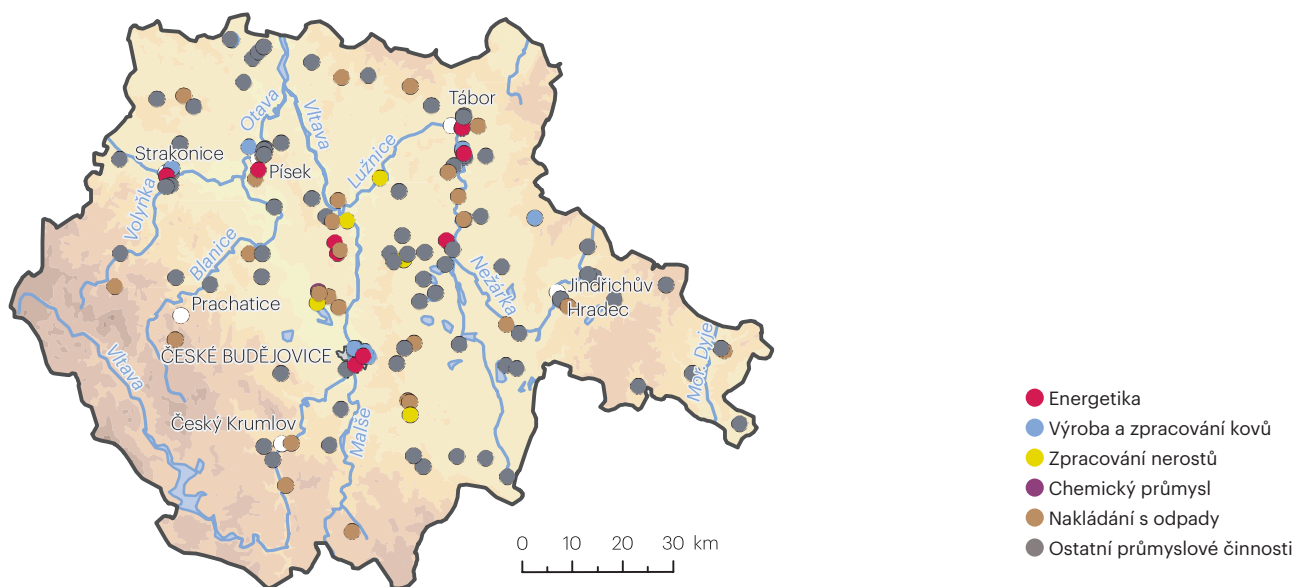 Tábor
Otava
Vltava
Lužnice
Strakonice
Písek
Volyňka
Blanice
Nežárka
Jindřichův
Hradec
Prachatice
Vltava
ČESKÉ BUDĚJOVICE
Mor. Dyje
Český Krumlov
Malše
Energetika
Výroba a zpracování kovů
Zpracování nerostů
Chemický průmysl
Nakládání s odpady
Ostatní průmyslové činnosti
0 10 20 30 km